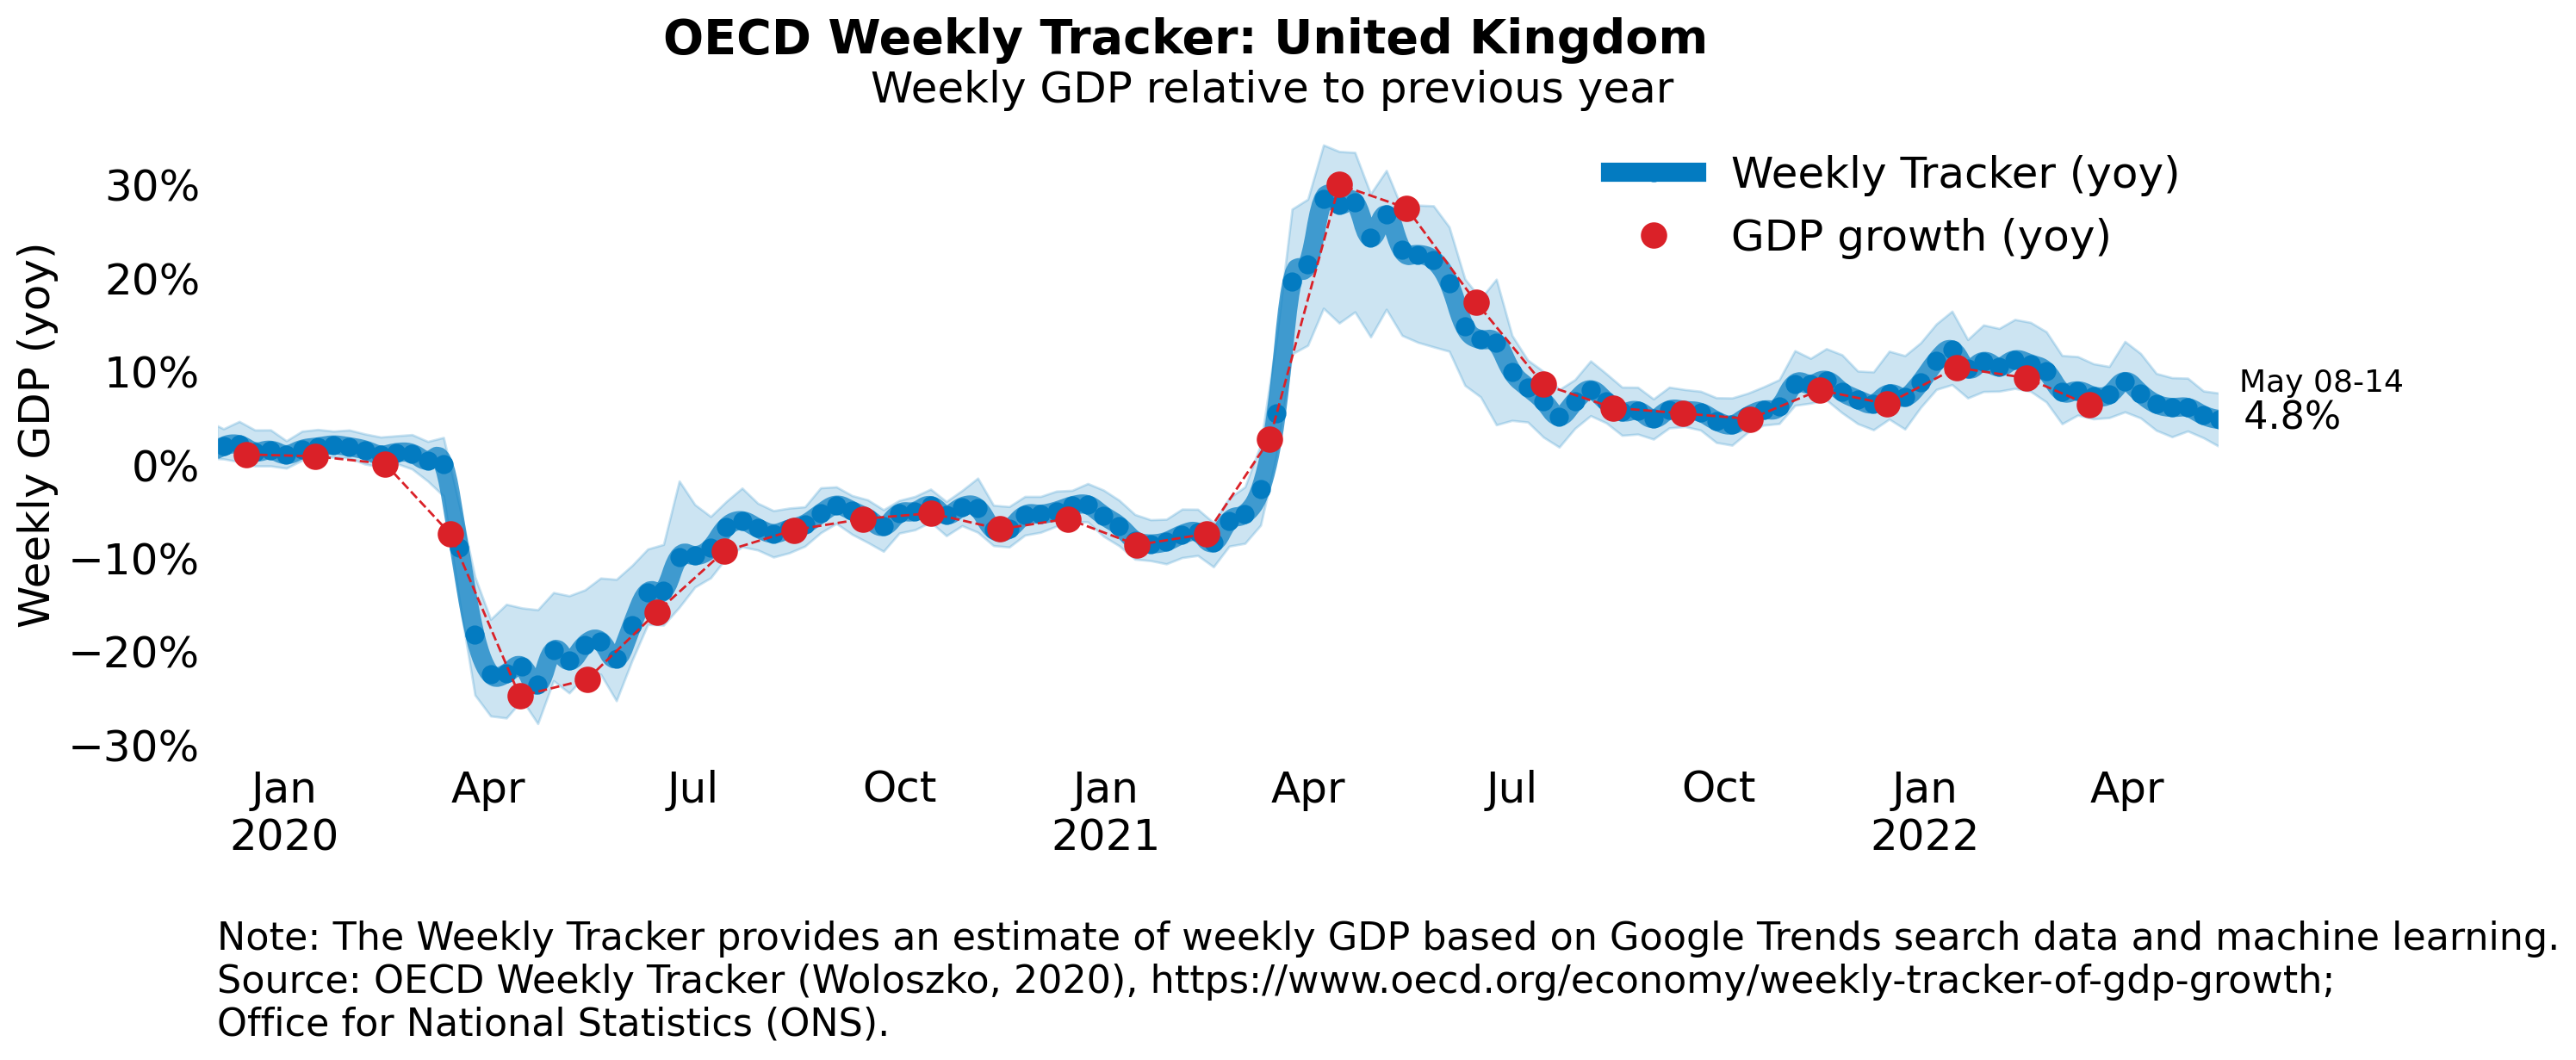 OECD Weekly Tracker: United Kingdom
Weekly GDP relative to previous year
Weekly Tracker (yoy)
GDP growth (yoy)
Weekly GDP (yoy)
30%
20%
10%
0%
−10%
−20%
−30%
May 08-14
4.8%
Jan Apr Jul Oct Jan Apr Jul Oct Jan Apr
2020 2021 2022
Note: The Weekly Tracker provides an estimate of weekly GDP based on Google Trends search data and machine learning.
Source: OECD Weekly Tracker (Woloszko, 2020), https://www.oecd.org/economy/weekly-tracker-of-gdp-growth;
Office for National Statistics (ONS).